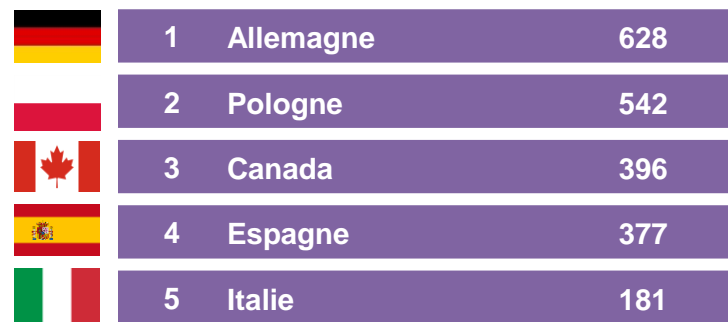 1 Allemagne 628
2 Pologne 542
3 Canada 396
4 Espagne 377
5 Italie 181